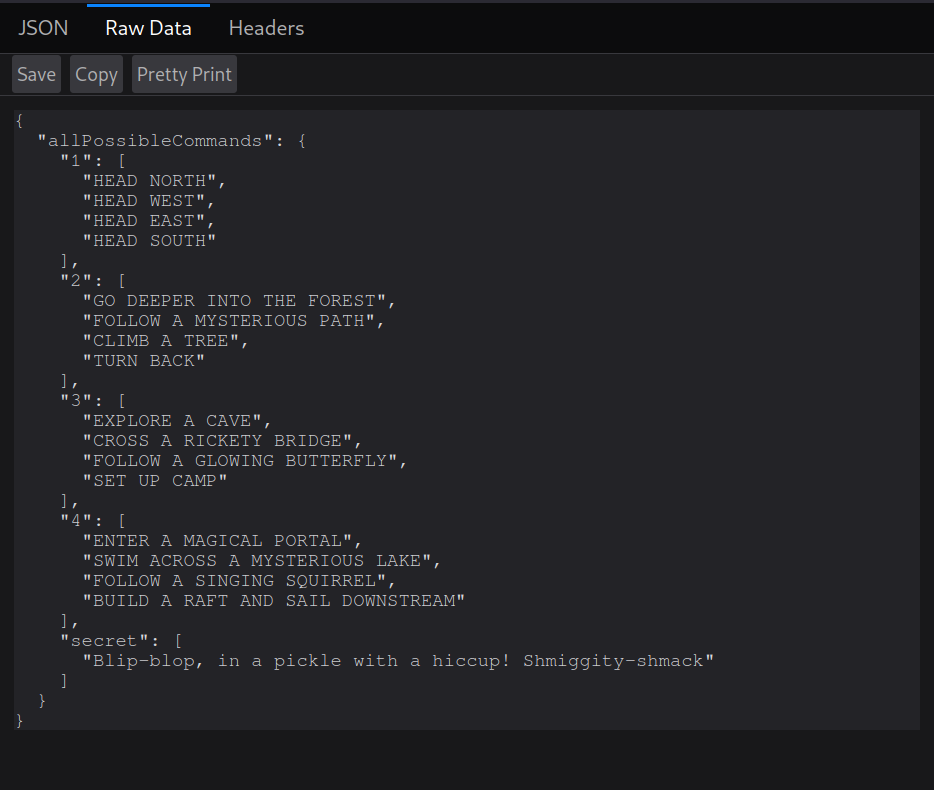 JSON Raw Data Headers
Save Copy Pretty Print
{
  "allPossibleCommands": {
    "1": [
      "HEAD NORTH",
      "HEAD WEST",
      "HEAD EAST",
      "HEAD SOUTH"
    ],
    "2": [
      "GO DEEPER INTO THE FOREST",
      "FOLLOW A MYSTERIOUS PATH",
      "CLIMB A TREE",
      "TURN BACK"
    ],
    "3": [
      "EXPLORE A CAVE",
      "CROSS A RICKETY BRIDGE",
      "FOLLOW A GLOWING BUTTERFLY",
      "SET UP CAMP"
    ],
    "4": [
      "ENTER A MAGICAL PORTAL",
      "SWIM ACROSS A MYSTERIOUS LAKE",
      "FOLLOW A SINGING SQUIRREL",
      "BUILD A RAFT AND SAIL DOWNSTREAM"
    ],
    "secret": [
      "Blip-blop, in a pickle with a hiccup! Shmiggity-shmack"
    ]
  }
}